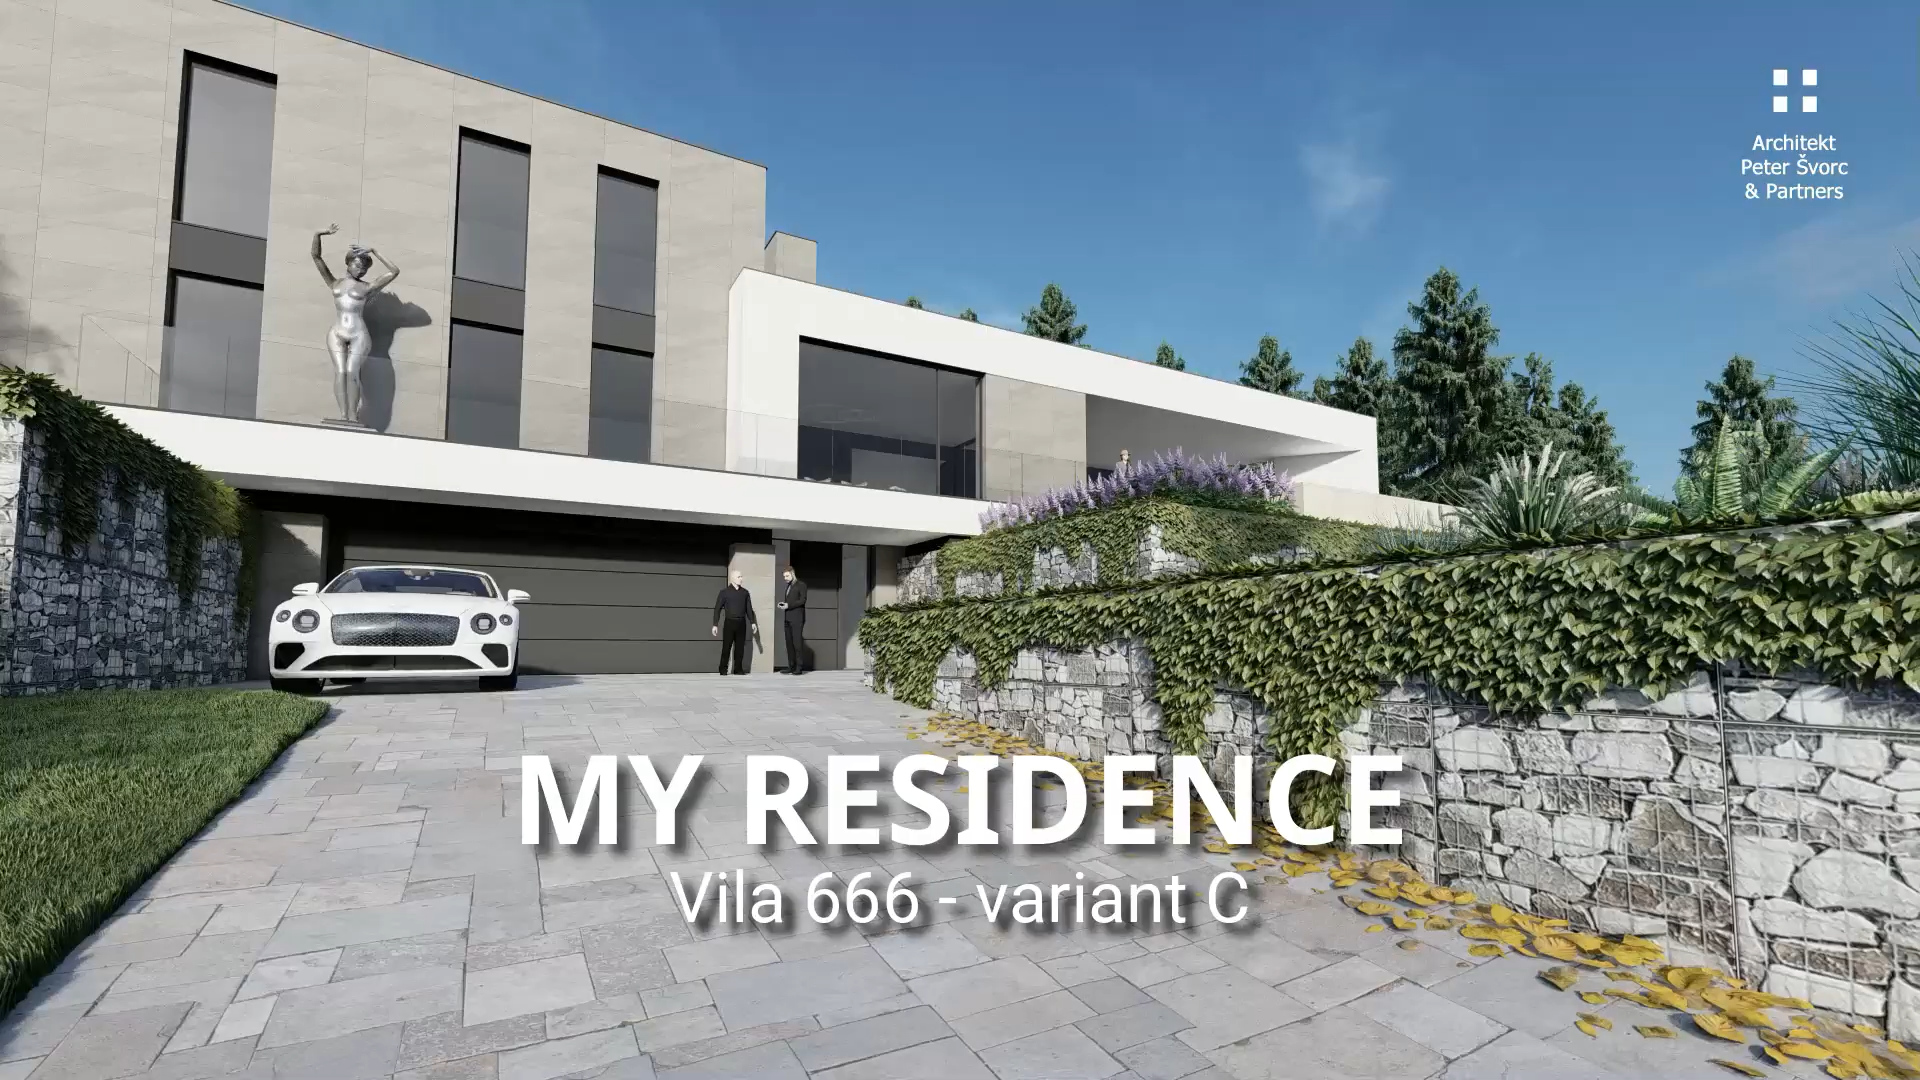 Architekt
Peter Švorc
& Partners
MY RESIDENCE
Vila 666 - variant C